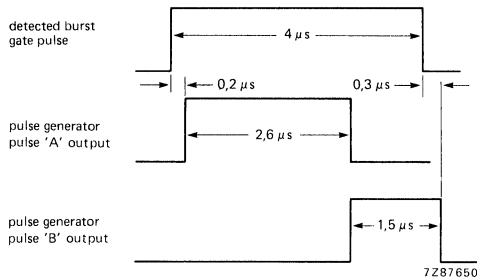 detected burst
gate pulse
4 μs
0,2 μs
0,3 μs
pulse generator
pulse 'A' output
2,6 μs
pulse generator
pulse 'B' output
1,5 μs
7Z87650